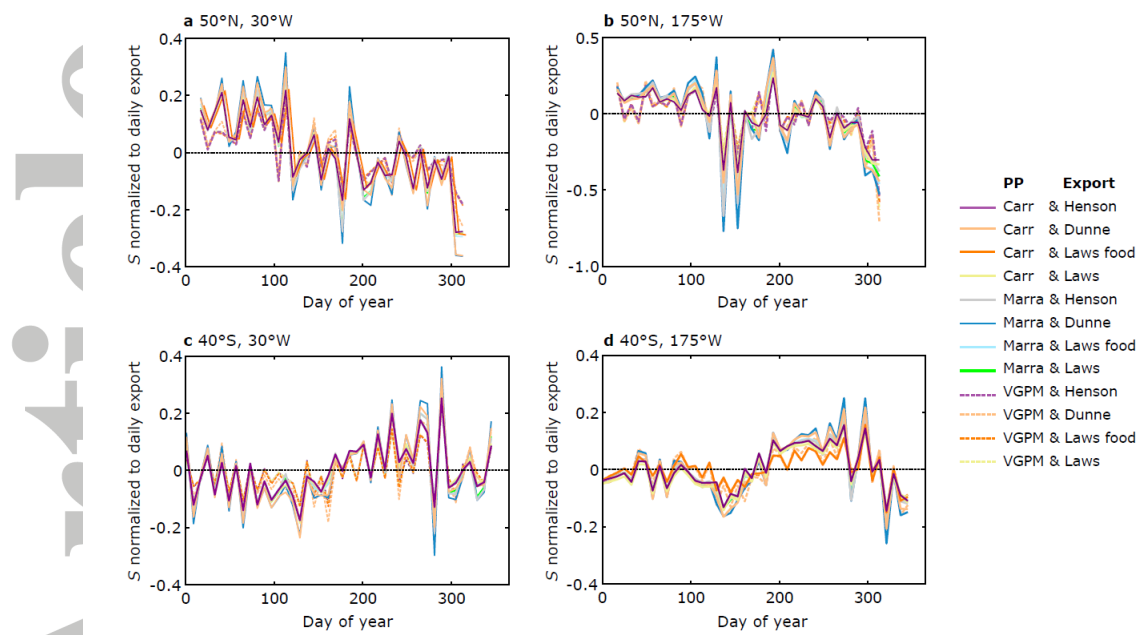 a 50°N, 30°W
0.4
0.2
0
-0.2
-0.4
S normalized to daily export
0
100
200
300
Day of year
b 50°N, 175°W
0.5
0
-0.5
-1.0
S normalized to daily export
0
100
200
300
Day of year
c 40°S, 30°W
0.4
0.2
0
-0.2
-0.4
S normalized to daily export
0
100
200
300
Day of year
d 40°S, 175°W
0.4
0.2
0
-0.2
-0.4
S normalized to daily export
0
100
200
300
Day of year
PP Export
Carr & Henson
Carr & Dunne
Carr & Laws food
Carr & Laws
Marra & Henson
Marra & Dunne
Marra & Laws food
Marra & Laws
VGPM & Henson
VGPM & Dunne
VGPM & Laws food
VGPM & Laws